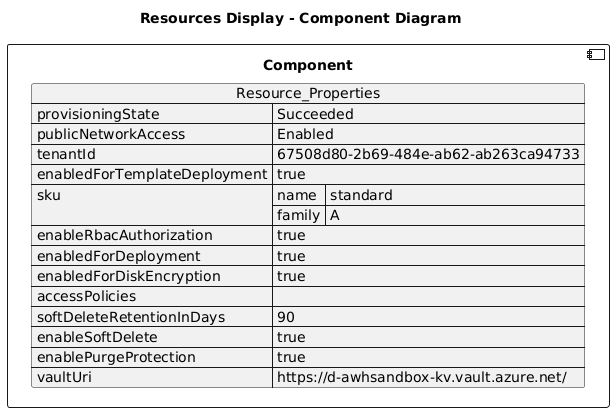 Resources Display - Component Diagram
Component
Resource_Properties
provisioningState Succeeded
publicNetworkAccess Enabled
tenantId 67508d80-2b69-484e-ab62-ab263ca94733
enabledForTemplateDeployment true
sku name standard
family A
enableRbacAuthorization true
enabledForDeployment true
enabledForDiskEncryption true
accessPolicies
softDeleteRetentionInDays 90
enableSoftDelete true
enablePurgeProtection true
vaultUri https://d-awhsandbox-kv.vault.azure.net/